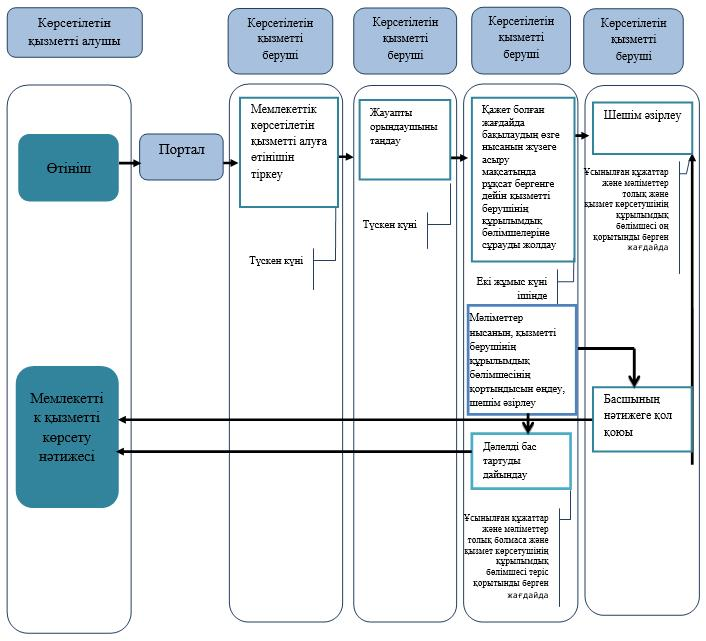 Көрсетілетін
қызметті алушы
Көрсетілетін
қызметті
беруші
Көрсетілетін
қызметті
беруші
Көрсетілетін
қызметті
беруші
Көрсетілетін
қызметті
беруші
Өтініш
Портал
Мемлекеттік
көрсетілетін
қызметті алуға
өтінішін
тіркеу
Түскен күні
Жауапты
орындаушыны
таңдау
Түскен күні
Қажет болған
жағдайда
бақылаудың өзге
нысанын жүзеге
асыру
мақсатында
рұқсат бергенге
дейін қызметті
берушінің
құрылымдық
бөлімшелеріне
сұрауды жолдау
Екі жұмыс күні
ішінде
Шешім әзірлеу
Ұсынылған құжаттар
және мәліметтер
толық және
қызмет көрсетушінің
құрылымдық
бөлімшесі оң
қорытынды берген
жағдайда
Мәліметтер
нысанын, қызметті
берушінің
құрылымдық
бөлімшесінің
қортындысын өңдеу,
шешім әзірлеу
Басшының
нәтижеге қол
қоюы
Мемлекетті
к қызметті
көрсету
нәтижесі
Дәлелді бас
тартуды
дайындау
Ұсынылған құжаттар
және мәліметтер
толық болмаса және
қызмет көрсетушінің
құрылымдық
бөлімшесі теріс
қорытынды берген
жағдайда